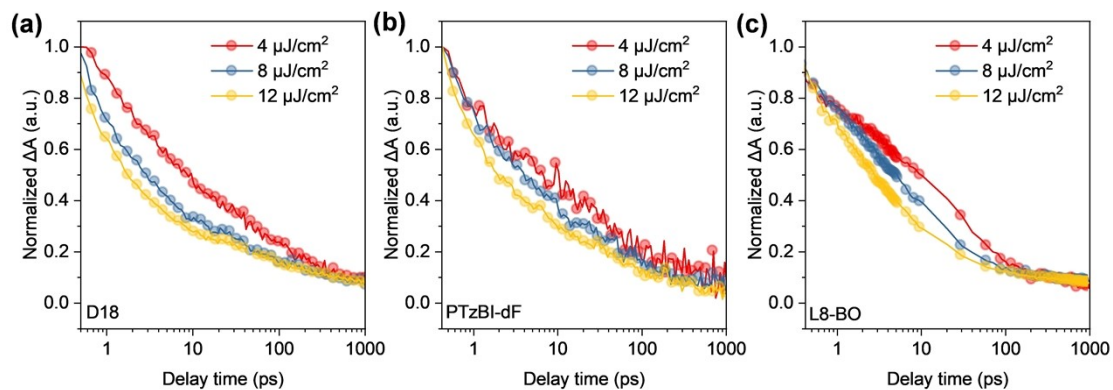 (a)
Normalized ΔA (a.u.)
1.0
0.8
0.6
0.4
0.2
0.0
4 μJ/cm²
8 μJ/cm²
12 μJ/cm²
D18
1
10
100
1000
Delay time (ps)
(b)
Normalized ΔA (a.u.)
1.0
0.8
0.6
0.4
0.2
0.0
4 μJ/cm²
8 μJ/cm²
12 μJ/cm²
PTzBI-dF
1
10
100
1000
Delay time (ps)
(c)
Normalized ΔA (a.u.)
1.0
0.8
0.6
0.4
0.2
0.0
4 μJ/cm²
8 μJ/cm²
12 μJ/cm²
L8-BO
1
10
100
1000
Delay time (ps)